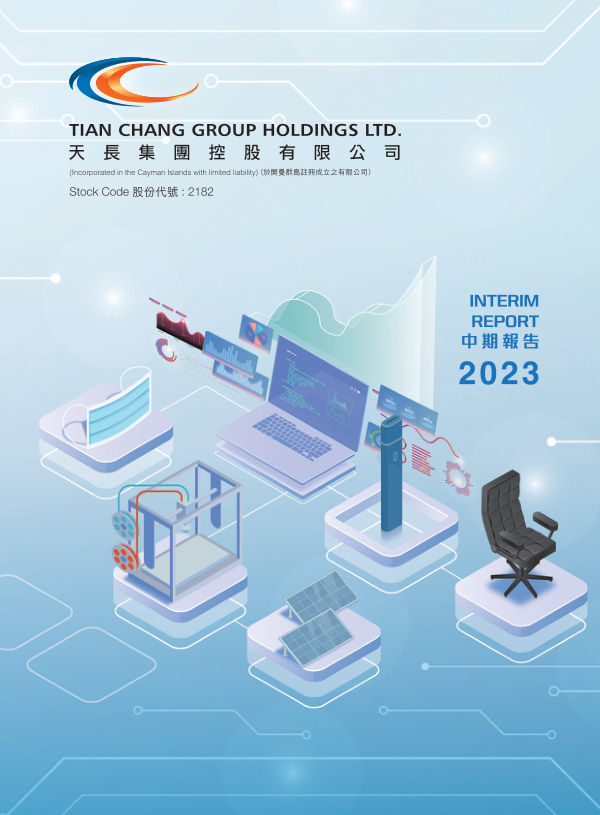 TIAN CHANG GROUP HOLDINGS LTD.
天長集團控股有限公司
(Incorporated in the Cayman Islands with limited liability) (於開曼群島註冊成立之有限公司)
Stock Code 股份代號 : 2182
INTERIM
REPORT
中期報告
2023